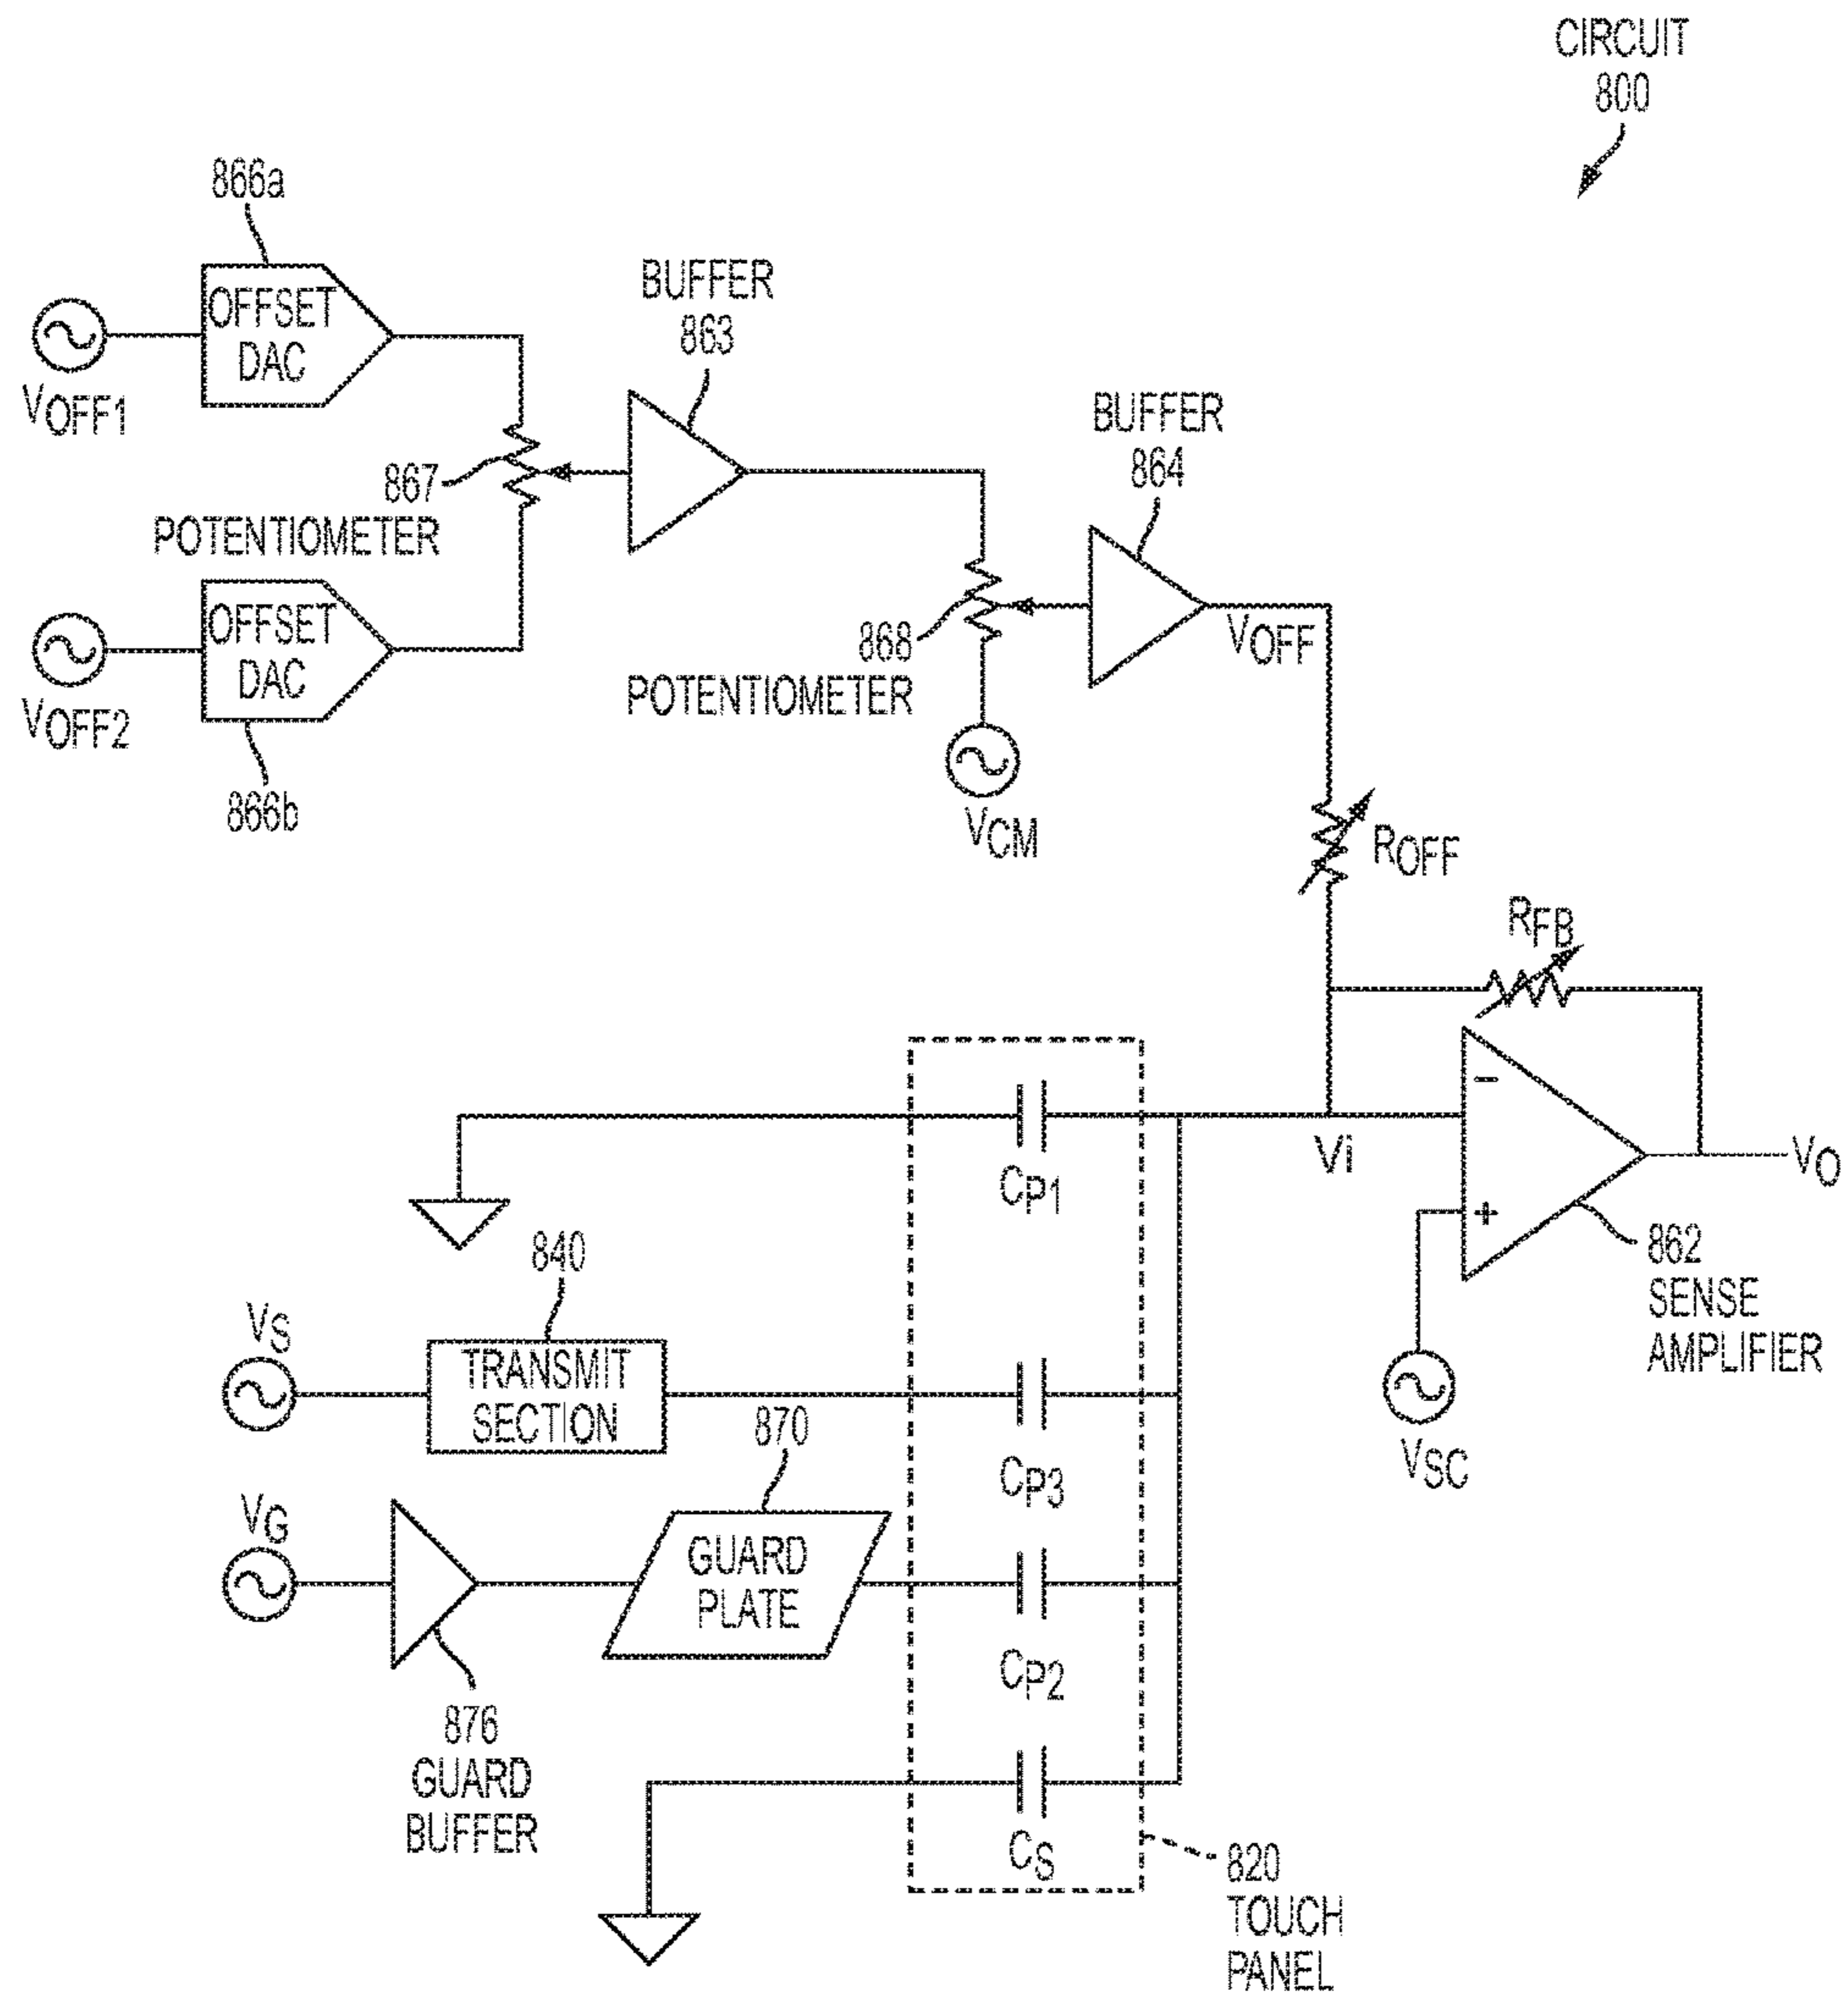 CIRCUIT
800
866a
OFFSET
DAC
VOFF1
BUFFER
863
867
POTENTIOMETER
BUFFER
864
OFFSET
DAC
VOFF2
866b
868
POTENTIOMETER
VOFF
VCM
ROFF
RFB
−
+
Vi
VO
862
SENSE
AMPLIFIER
VSC
CP1
840
VS
TRANSMIT
SECTION
CP3
870
VG
GUARD
PLATE
CP2
876
GUARD
BUFFER
CS
820
TOUCH
PANEL